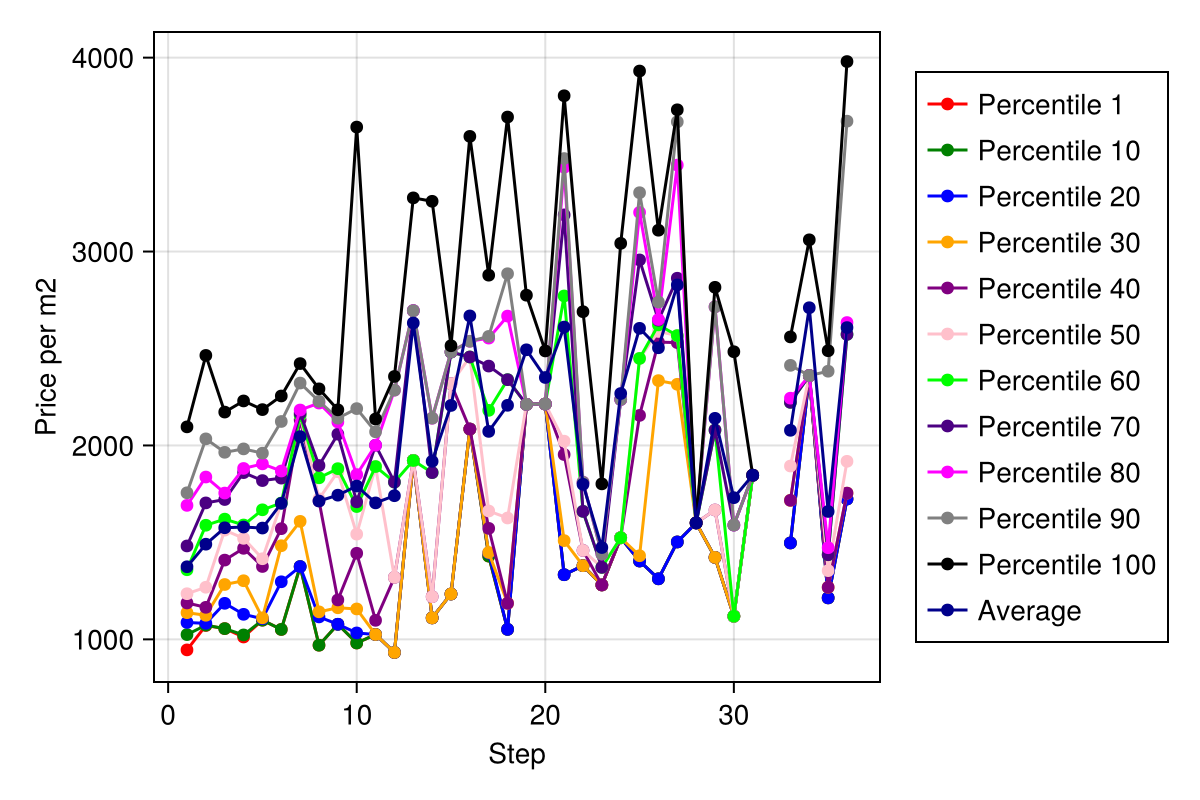 4000
3000
2000
1000
Price per m2
0 10 20 30
Step
Percentile 1
Percentile 10
Percentile 20
Percentile 30
Percentile 40
Percentile 50
Percentile 60
Percentile 70
Percentile 80
Percentile 90
Percentile 100
Average